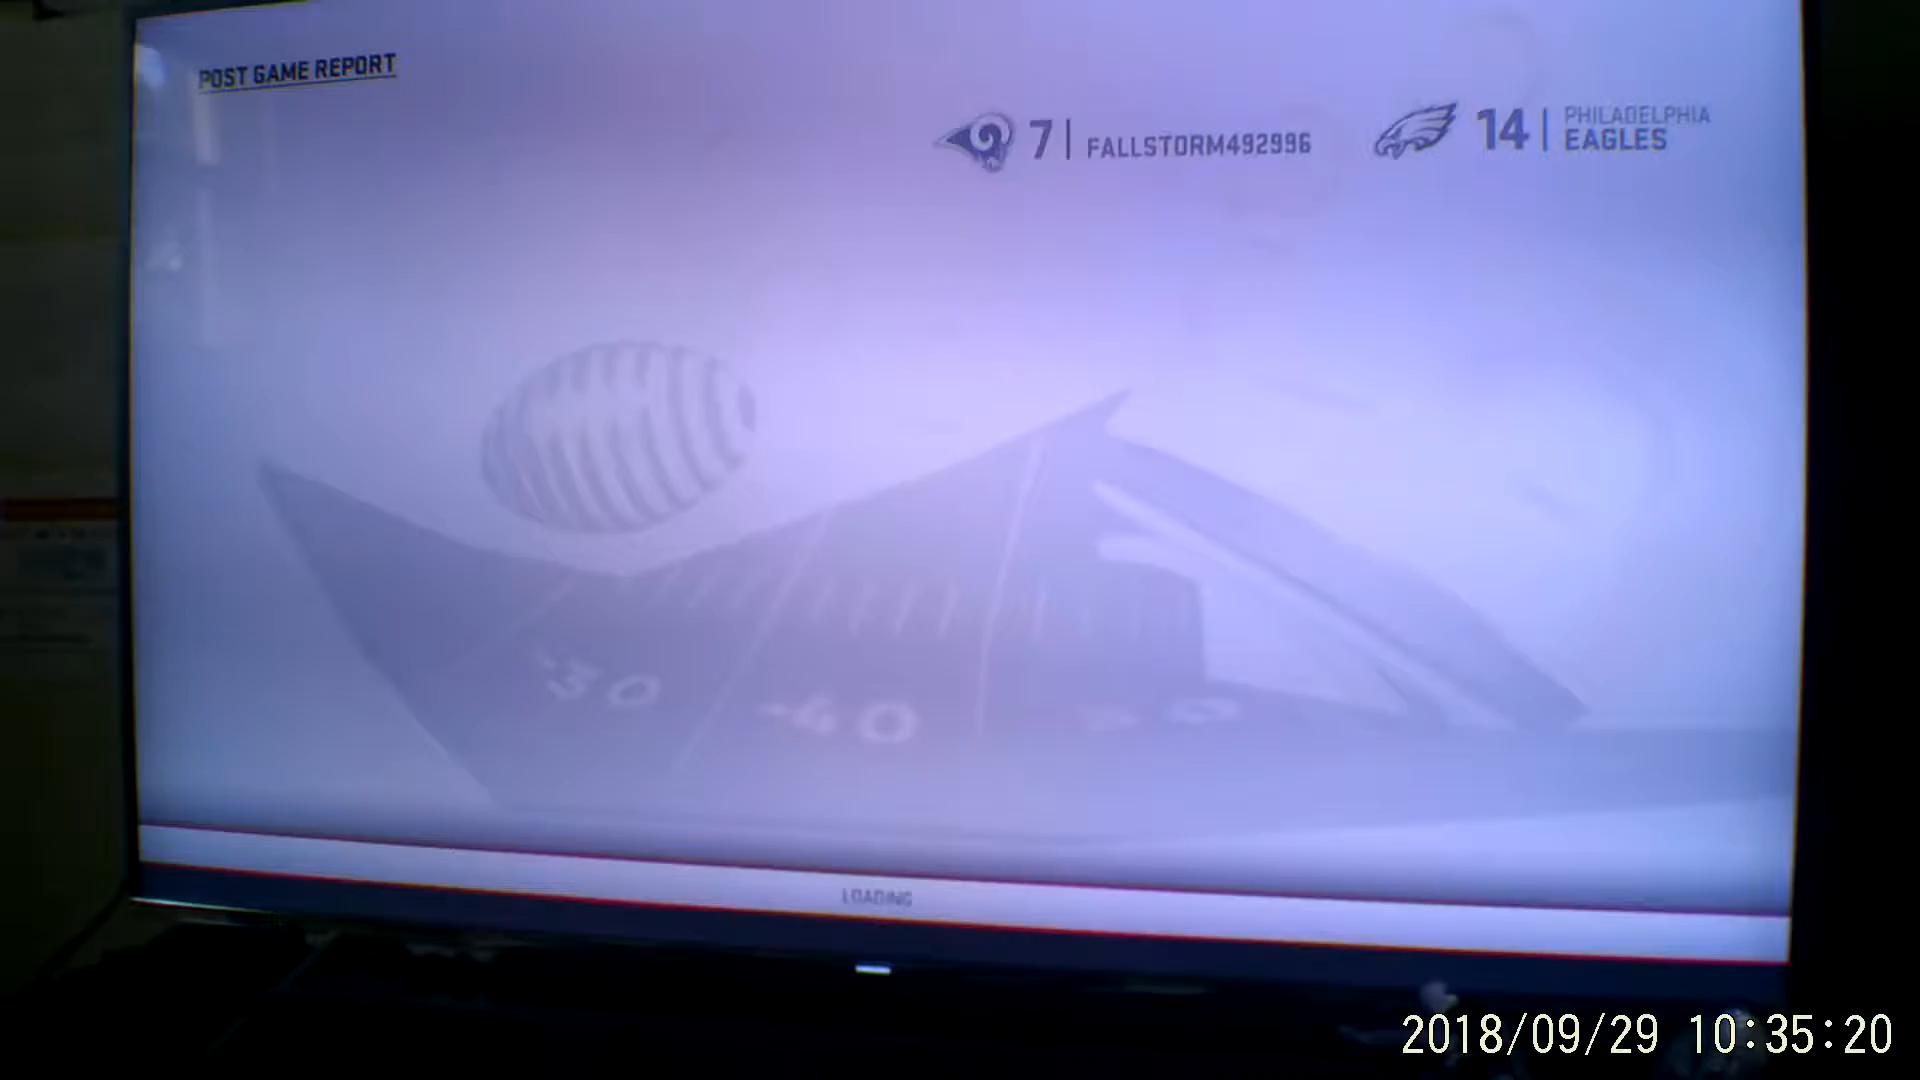 POST GAME REPORT
7 | FALLSTORM492996
14 | PHILADELPHIA
EAGLES
30
40
LOADING
2018/09/29 10:35:20